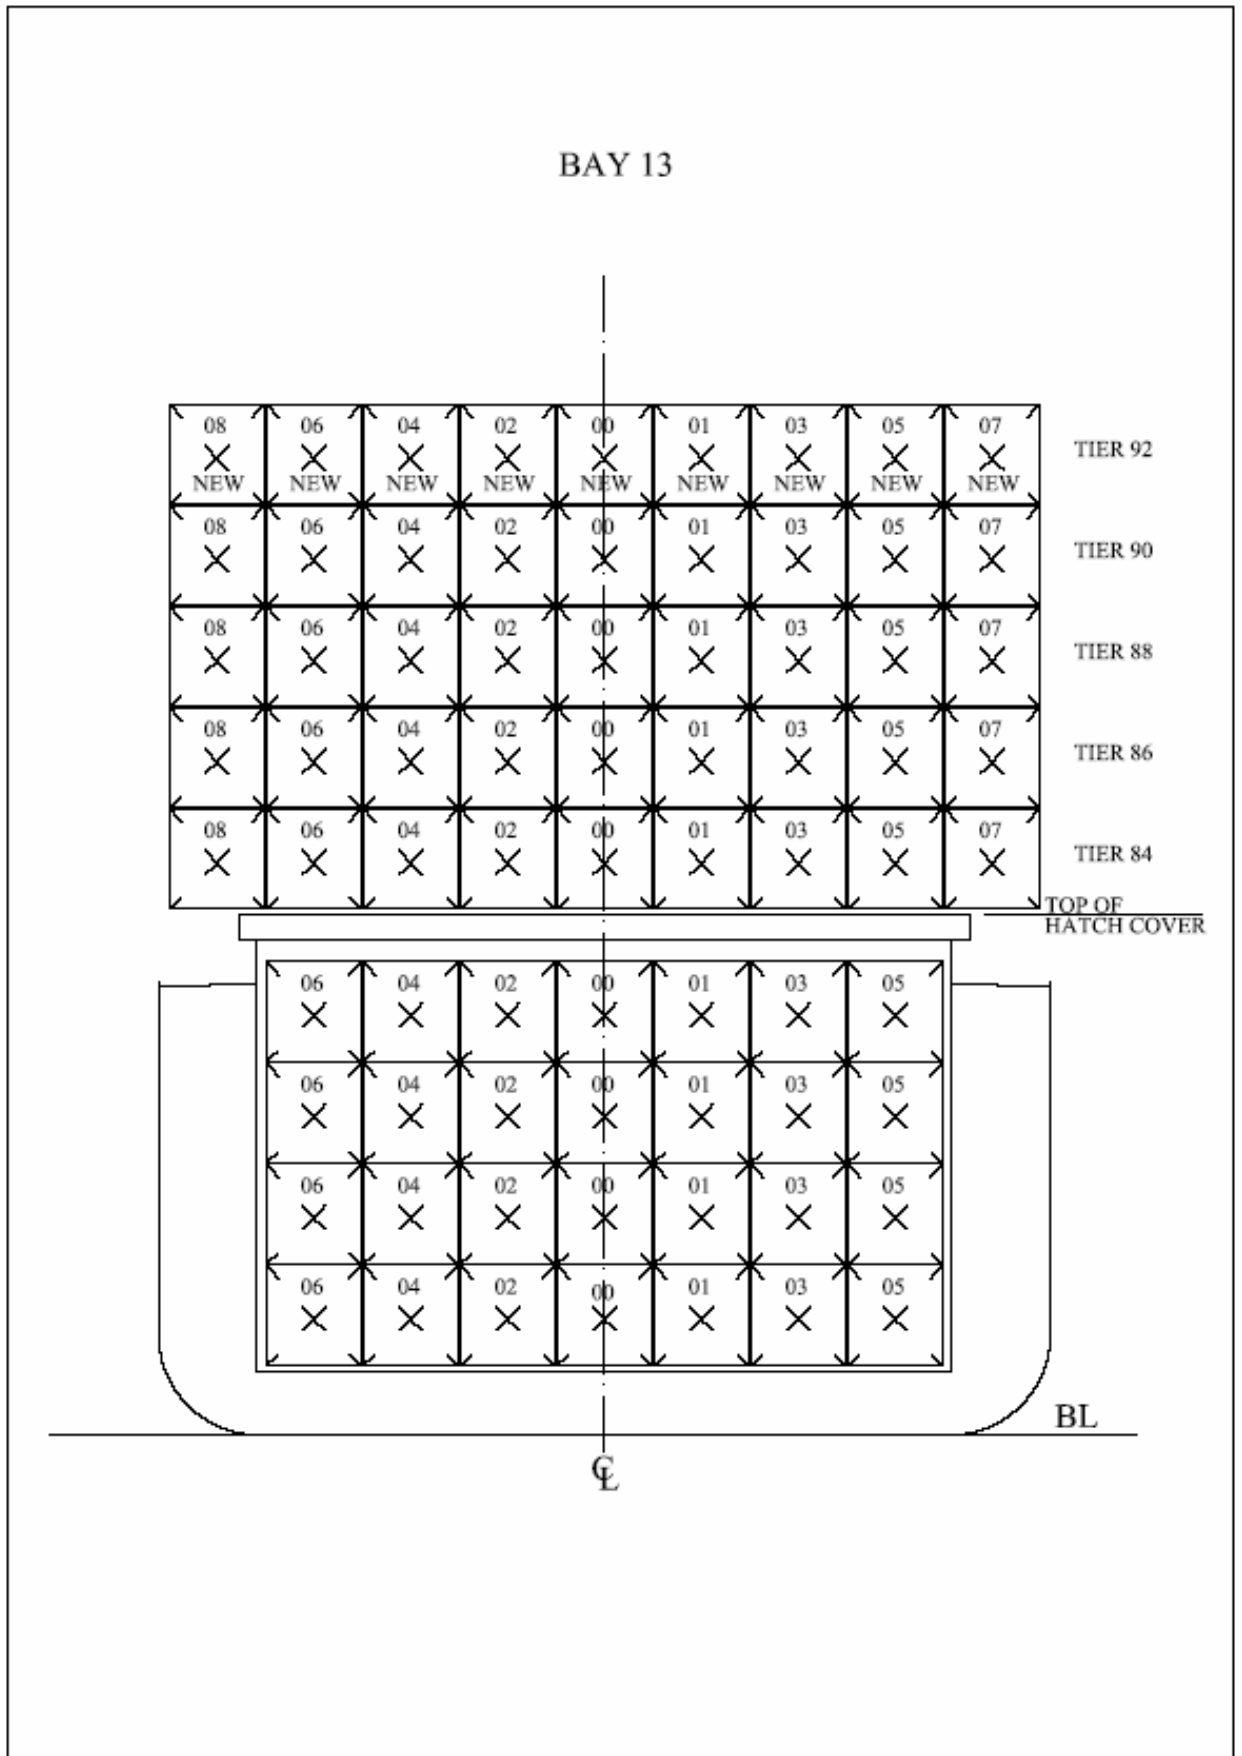 BAY 13
08 06 04 02 00 01 03 05 07
TIER 92
NEW NEW NEW NEW NEW NEW NEW NEW NEW
08 06 04 02 00 01 03 05 07
TIER 90
08 06 04 02 00 01 03 05 07
TIER 88
08 06 04 02 00 01 03 05 07
TIER 86
08 06 04 02 00 01 03 05 07
TIER 84
TOP OF
HATCH COVER
06 04 02 00 01 03 05
06 04 02 00 01 03 05
06 04 02 00 01 03 05
06 04 02 00 01 03 05
BL
℄